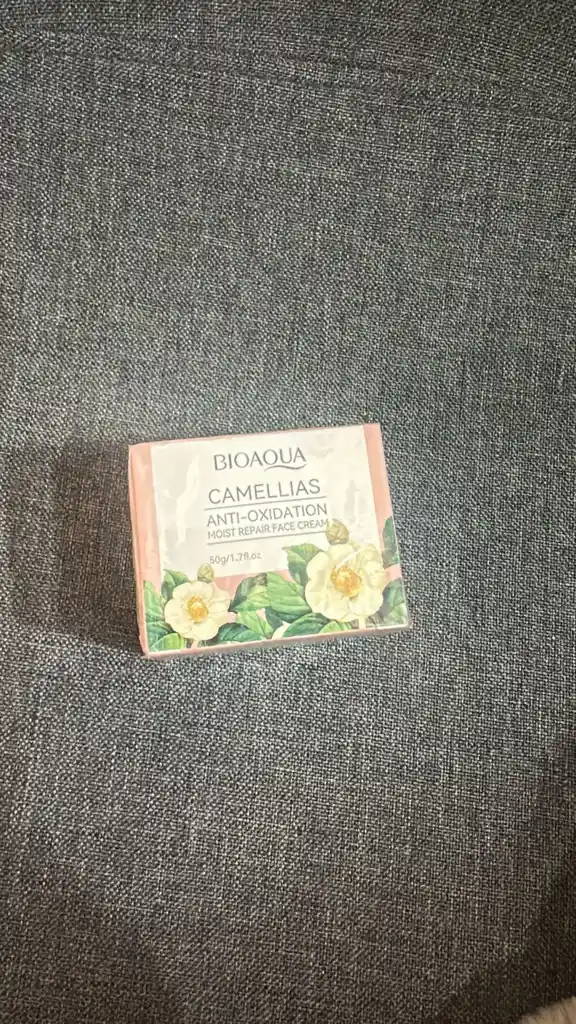 BIOAQUA
CAMELLIAS
ANTI-OXIDATION
MOIST REPAIR FACE CREAM
50g/1.7fl.oz